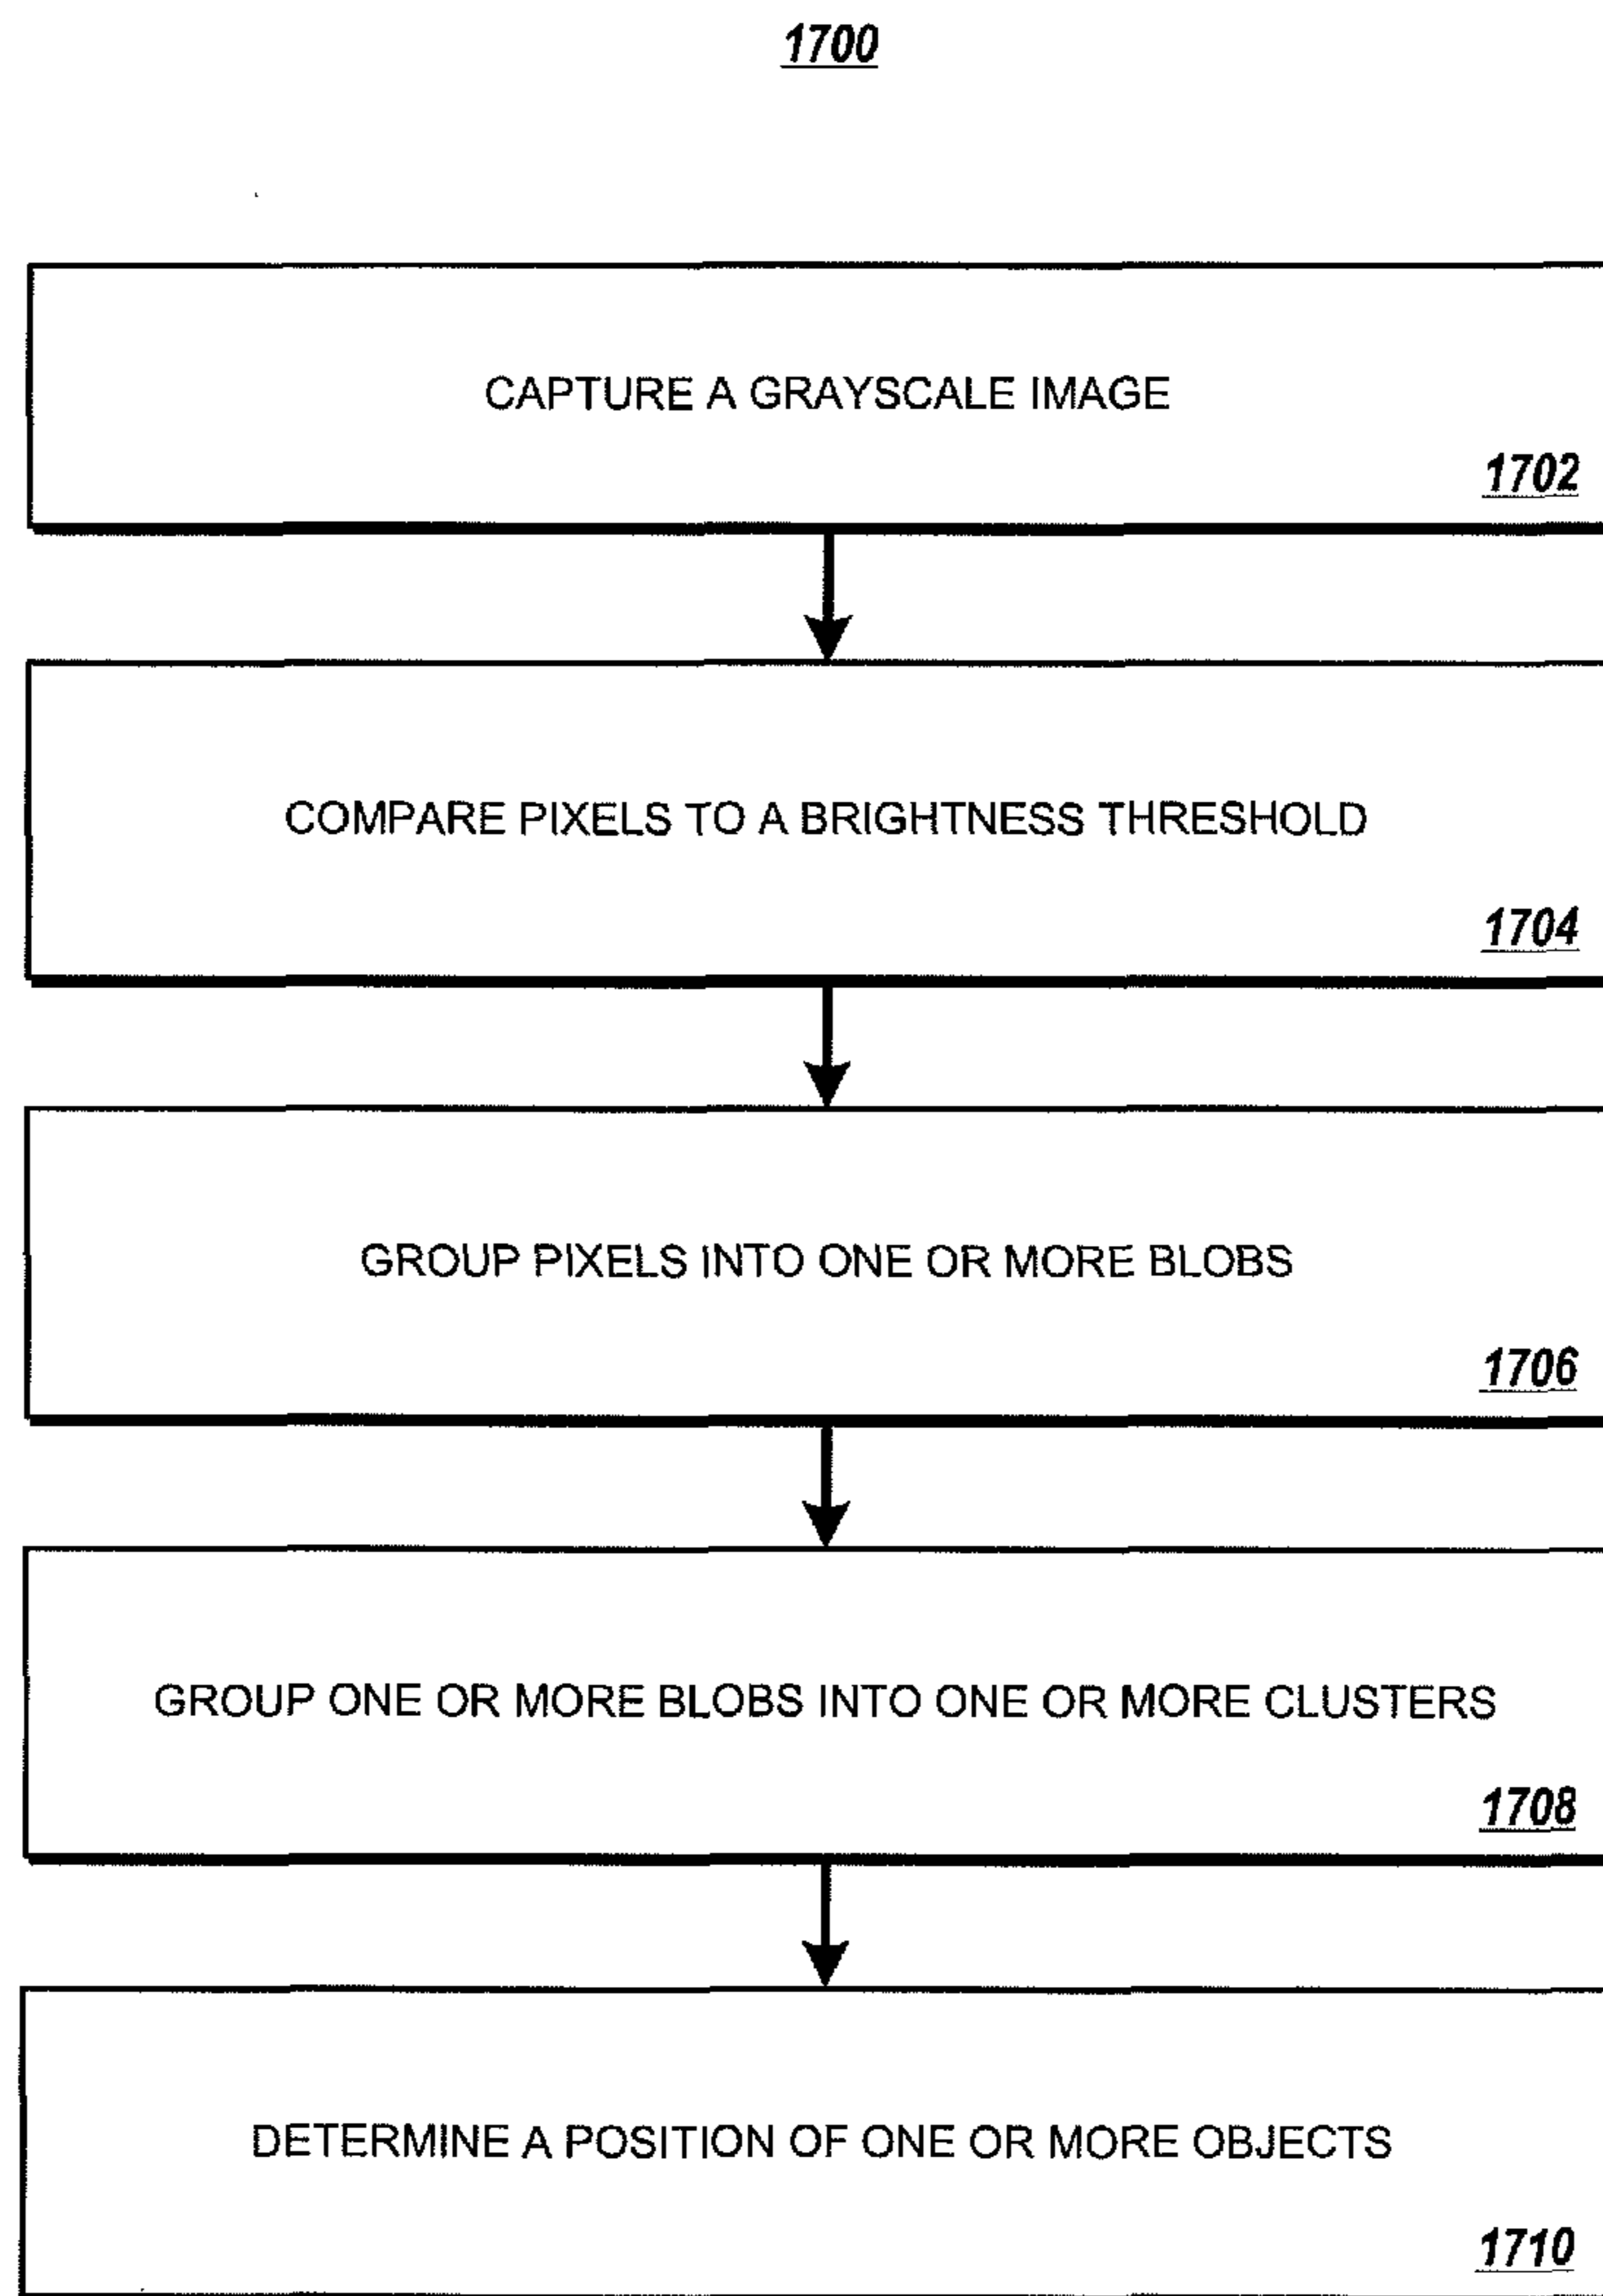 1700
CAPTURE A GRAYSCALE IMAGE
1702
COMPARE PIXELS TO A BRIGHTNESS THRESHOLD
1704
GROUP PIXELS INTO ONE OR MORE BLOBS
1706
GROUP ONE OR MORE BLOBS INTO ONE OR MORE CLUSTERS
1708
DETERMINE A POSITION OF ONE OR MORE OBJECTS
1710